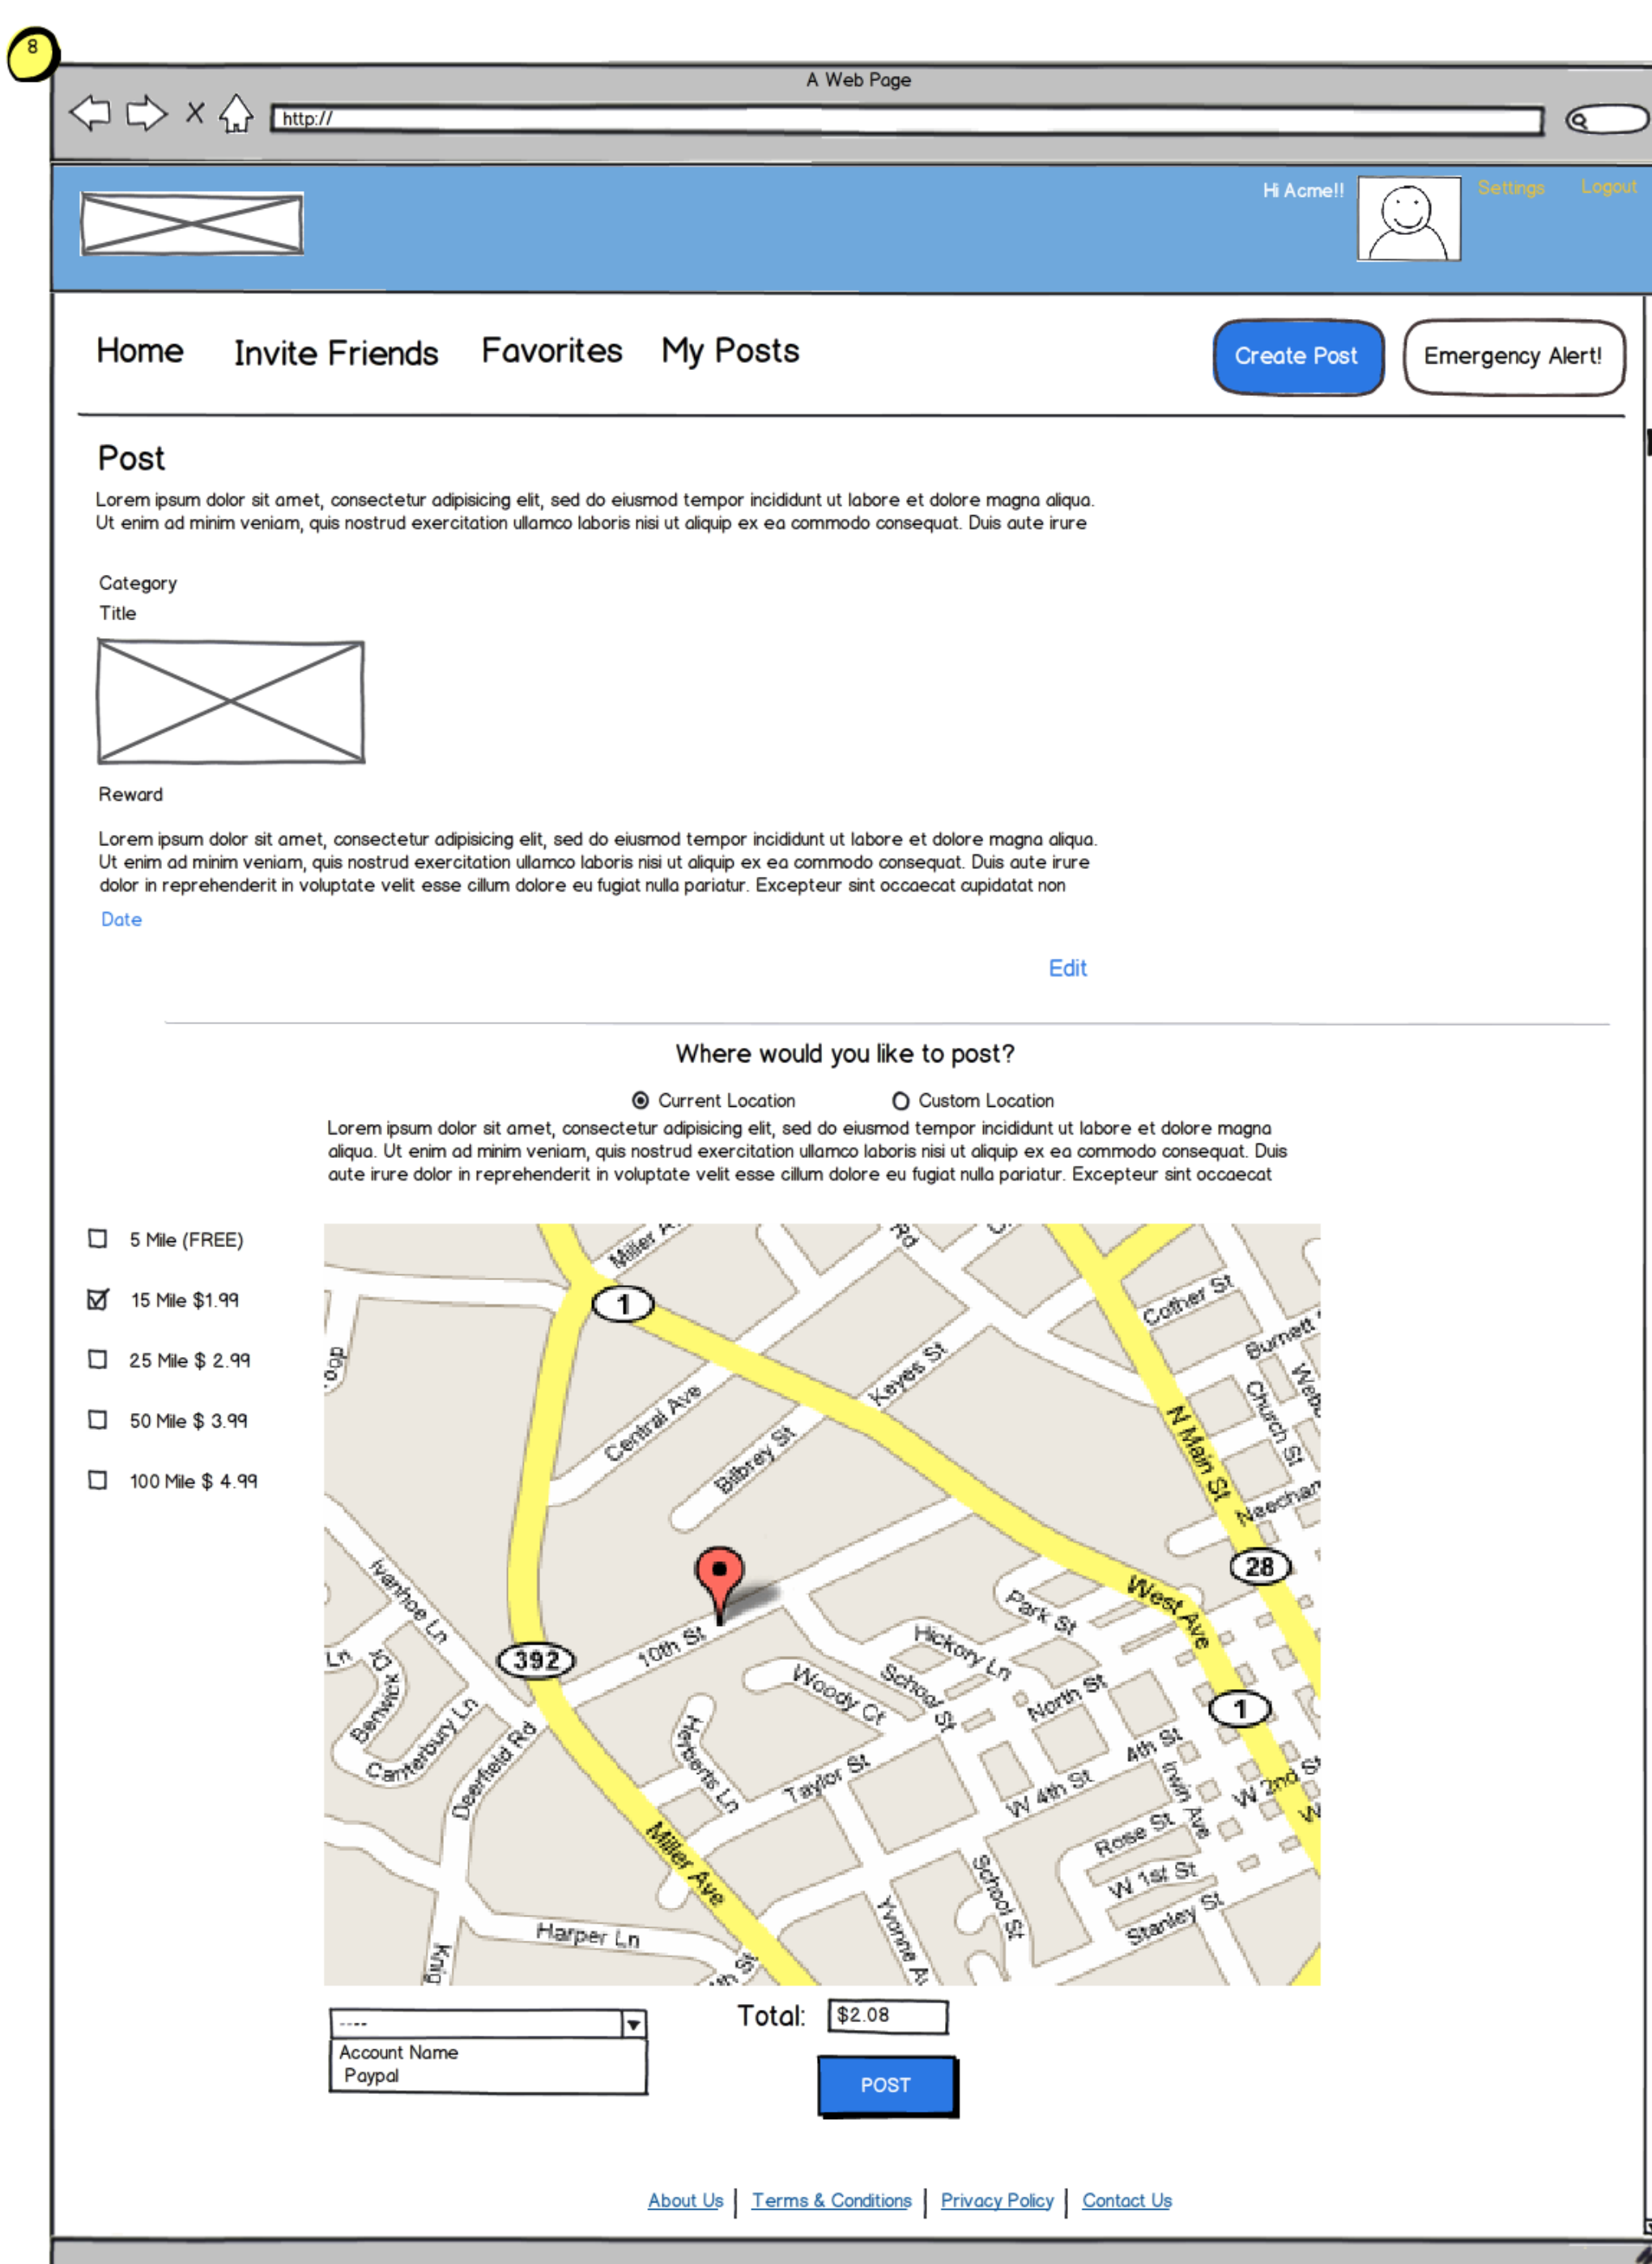 8
A Web Page
http://
Hi Acme!!
Settings
Logout
Home
Invite Friends
Favorites
My Posts
Create Post
Emergency Alert!
Post
Lorem ipsum dolor sit amet, consectetur adipisicing elit, sed do eiusmod tempor incididunt ut labore et dolore magna aliqua.
Ut enim ad minim veniam, quis nostrud exercitation ullamco laboris nisi ut aliquip ex ea commodo consequat. Duis aute irure
Category
Title
Reward
Lorem ipsum dolor sit amet, consectetur adipisicing elit, sed do eiusmod tempor incididunt ut labore et dolore magna aliqua.
Ut enim ad minim veniam, quis nostrud exercitation ullamco laboris nisi ut aliquip ex ea commodo consequat. Duis aute irure
dolor in reprehenderit in voluptate velit esse cillum dolore eu fugiat nulla pariatur. Excepteur sint occaecat cupidatat non
Date
Edit
Where would you like to post?
Current Location
Custom Location
Lorem ipsum dolor sit amet, consectetur adipisicing elit, sed do eiusmod tempor incididunt ut labore et dolore magna
aliqua. Ut enim ad minim veniam, quis nostrud exercitation ullamco laboris nisi ut aliquip ex ea commodo consequat. Duis
aute irure dolor in reprehenderit in voluptate velit esse cillum dolore eu fugiat nulla pariatur. Excepteur sint occaecat
5 Mile (FREE)
15 Mile $1.99
25 Mile $ 2.99
50 Mile $ 3.99
100 Mile $ 4.99
Miller
Rd
1
Cother St
Burnett
Keyes St
Central Ave
Church St
N Main St
Bilbrey St
28
Ivanhoe Ln
West Ave
Park St
10th St
392
Hickory Ln
Ln
Benwick Dr
School St
Woody Ct
North St
1
Canterbury Ln
Deerfield Rd
Herberts Ln
4th St
Taylor St
W 4th St
Irwin Ave
W 2nd S
Rose St
Miller Ave
W 1st St
School St
Stanley St
Yvonne A
Harper Ln
Knig
----
Account Name
Paypal
Total:
$2.08
POST
About Us
Terms & Conditions
Privacy Policy
Contact Us